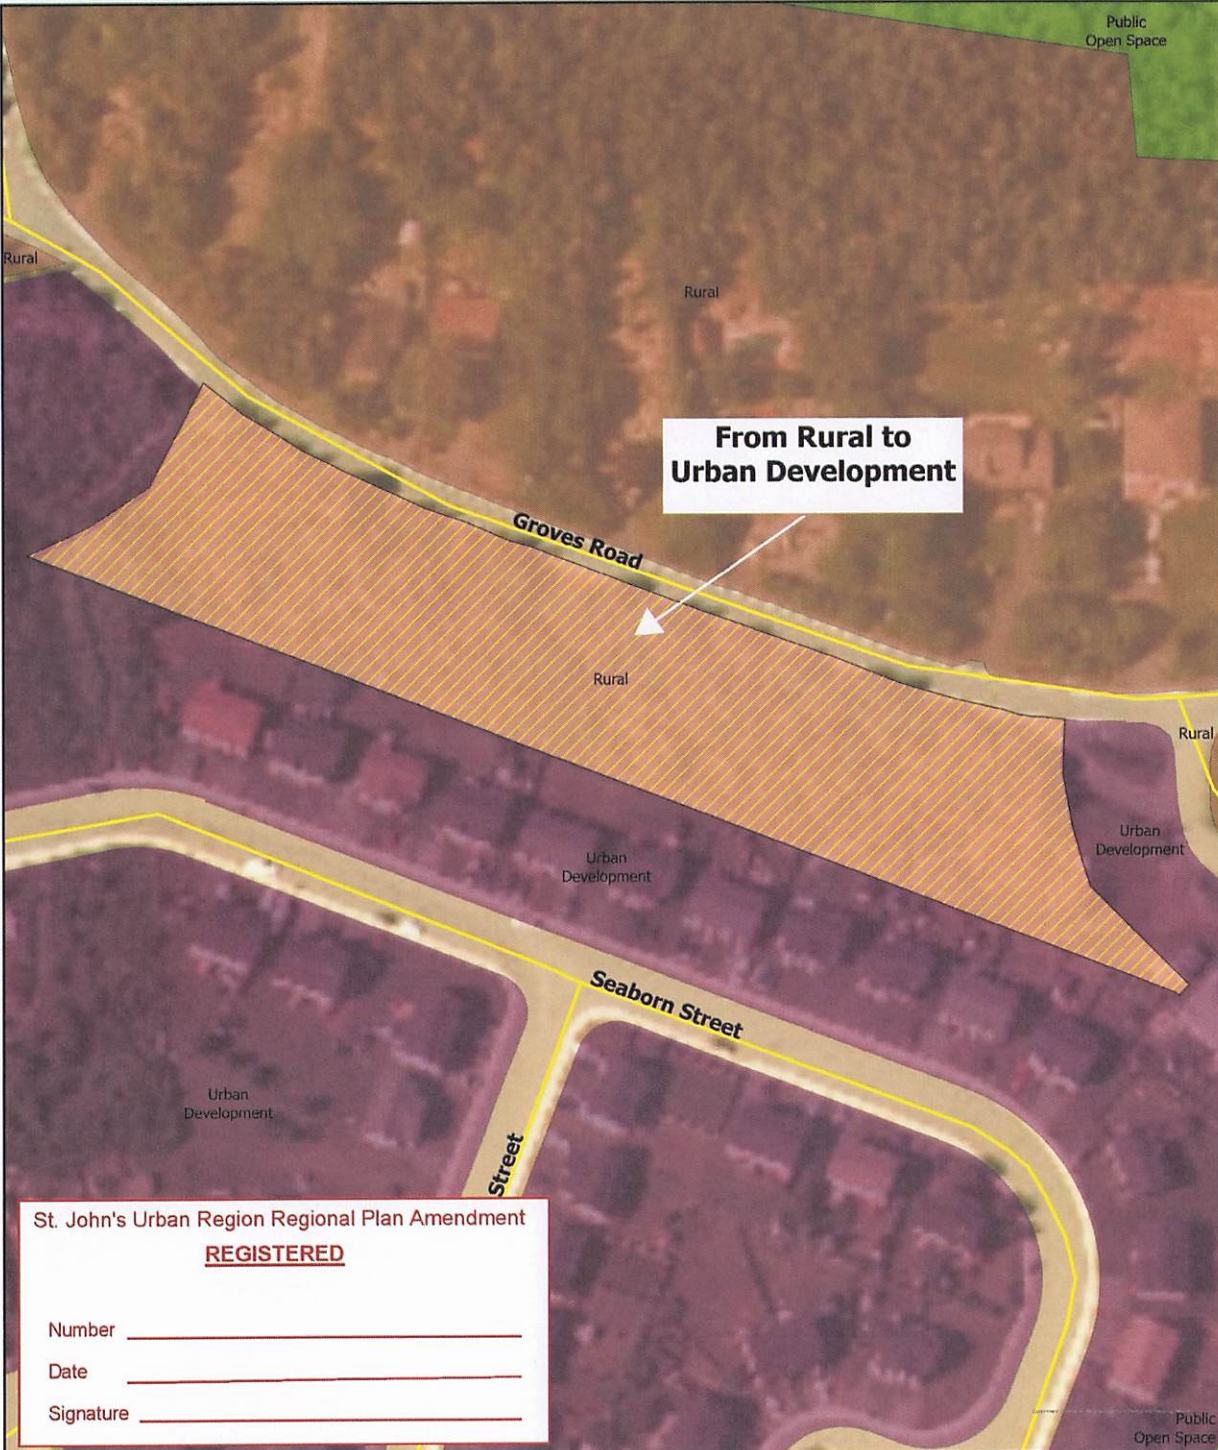 Public
Open Space
Rural
Rural
From Rural to
Urban Development
Groves Road
Rural
Rural
Urban
Development
Urban
Development
Seaborn Street
Urban
Development
Street
St. John's Urban Region Regional Plan Amendment
REGISTERED
Number
Date
Signature
Public
Open Space